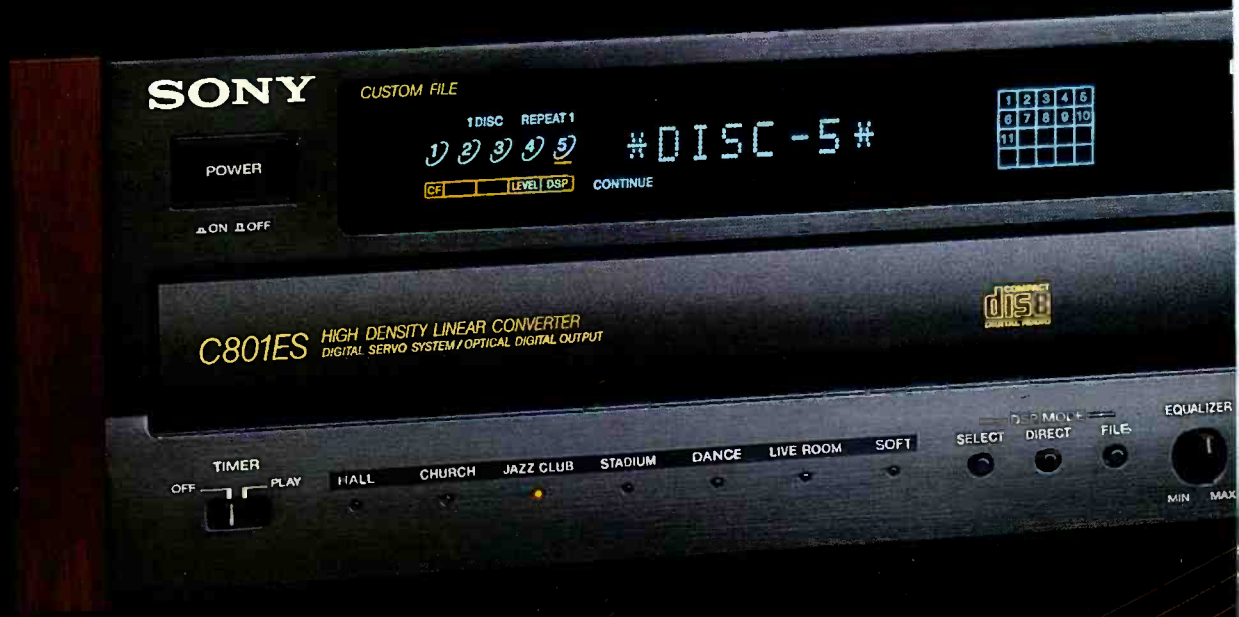 SONY
CUSTOM FILE
1 DISC REPEAT 1
1 2 3 4 5
*DISC-5*
CF LEVEL DSP CONTINUE
1 2 3 4 5
6 7 8 9 10
11
POWER
ON OFF
C801ES HIGH DENSITY LINEAR CONVERTER
DIGITAL SERVO SYSTEM / OPTICAL DIGITAL OUTPUT
COMPACT
disc
DIGITAL AUDIO
TIMER
OFF PLAY
HALL CHURCH JAZZ CLUB STADIUM DANCE LIVE ROOM SOFT
DSP MODE
SELECT DIRECT FILE
EQUALIZER
MIN MAX